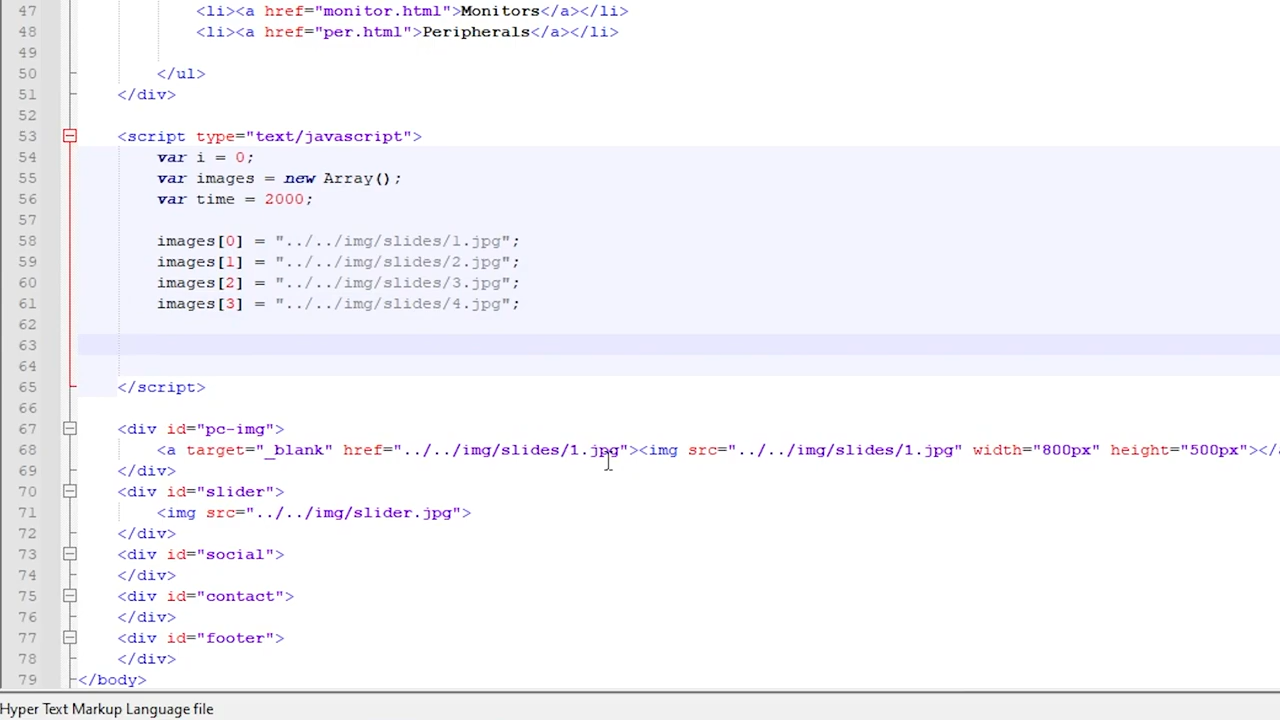 47 <li><a href="monitor.html">Monitors</a></li>
48 <li><a href="per.html">Peripherals</a></li>
49
50 </ul>
51 </div>
52
53 <script type="text/javascript">
54 var i = 0;
55 var images = new Array();
56 var time = 2000;
57
58 images[0] = "../../img/slides/1.jpg";
59 images[1] = "../../img/slides/2.jpg";
60 images[2] = "../../img/slides/3.jpg";
61 images[3] = "../../img/slides/4.jpg";
62
63
64
65 </script>
66
67 <div id="pc-img">
68 <a target="_blank" href="../../img/slides/1.jpg"><img src="../../img/slides/1.jpg" width="800px" height="500px"></
69 </div>
70 <div id="slider">
71 <img src="../../img/slider.jpg">
72 </div>
73 <div id="social">
74 </div>
75 <div id="contact">
76 </div>
77 <div id="footer">
78 </div>
79 </body>
Hyper Text Markup Language file